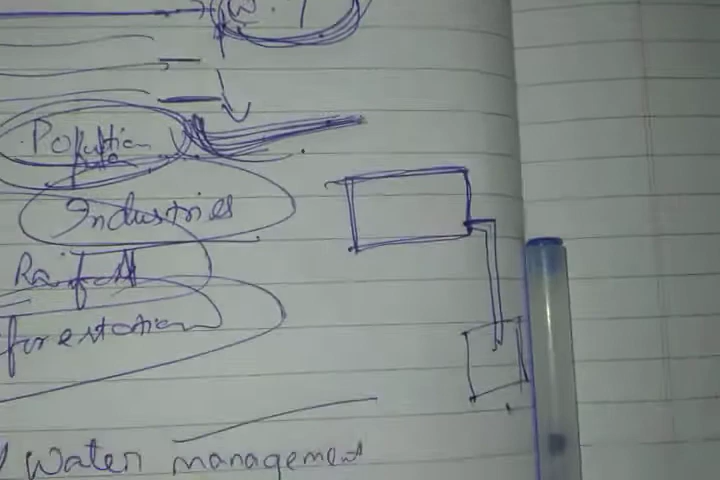 W.
Pollution
Industries
Rainfall
forestation
Water management